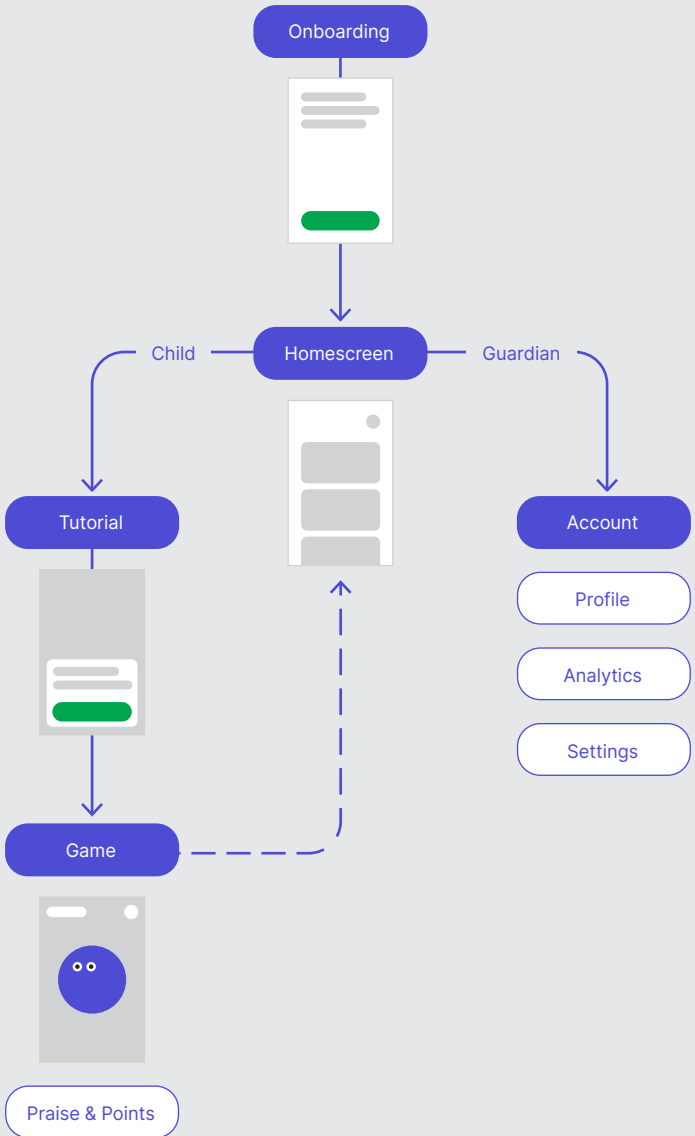 Onboarding
Child
Homescreen
Guardian
Tutorial
Account
Profile
Analytics
Settings
Game
Praise & Points